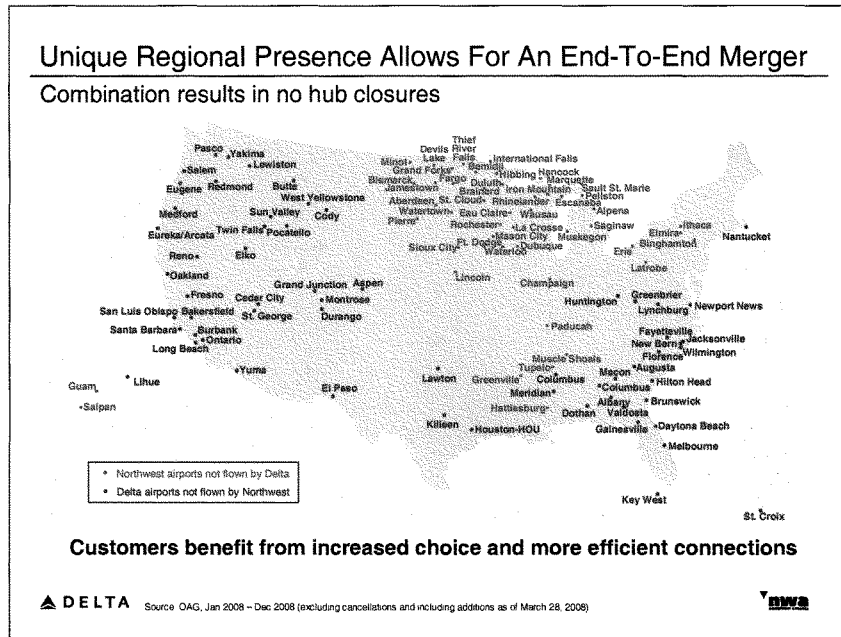 Unique Regional Presence Allows For An End-To-End Merger
Combination results in no hub closures
Pasco
Yakima
Lewiston
Salem
Eugene
Redmond
Butte
West Yellowstone
Medford
Sun Valley
Cody
Eureka/Arcata
Twin Falls
Pocatello
Reno
Elko
Oakland
Grand Junction
Aspen
Fresno
Cedar City
Montrose
San Luis Obispo
Bakersfield
St. George
Durango
Santa Barbara
Burbank
Ontario
Long Beach
Yuma
El Paso
Guam
Lihue
Saipan
Thief
River
Falls
Devils
Lake
Minot
Bemidji
International Falls
Grand Forks
Hibbing
Hancock
Bismarck
Fargo
Duluth
Marquette
Jamestown
Brainerd
Iron Mountain
Sault St. Marie
Pellston
Aberdeen
St. Cloud
Rhinelander
Escanaba
Watertown
Eau Claire
Wausau
Alpena
Pierre
Rochester
La Crosse
Saginaw
Mason City
Muskegon
Sioux City
Ft. Dodge
Waterloo
Dubuque
Ithaca
Elmira
Binghamton
Erie
Nantucket
Latrobe
Lincoln
Champaign
Huntington
Greenbrier
Lynchburg
Newport News
Paducah
Fayetteville
Jacksonville
New Bern
Wilmington
Florence
Muscle Shoals
Tupelo
Macon
Augusta
Lawton
Greenville
Columbus
Columbus
Hilton Head
Meridian
Albany
Brunswick
Hattiesburg
Dothan
Valdosta
Killeen
Houston-HOU
Gainesville
Daytona Beach
Melbourne
Key West
St. Croix
Northwest airports not flown by Delta
Delta airports not flown by Northwest
Customers benefit from increased choice and more efficient connections
DELTA
Source OAG, Jan 2008 – Dec 2008 (excluding cancellations and including additions as of March 28, 2008)
nwa